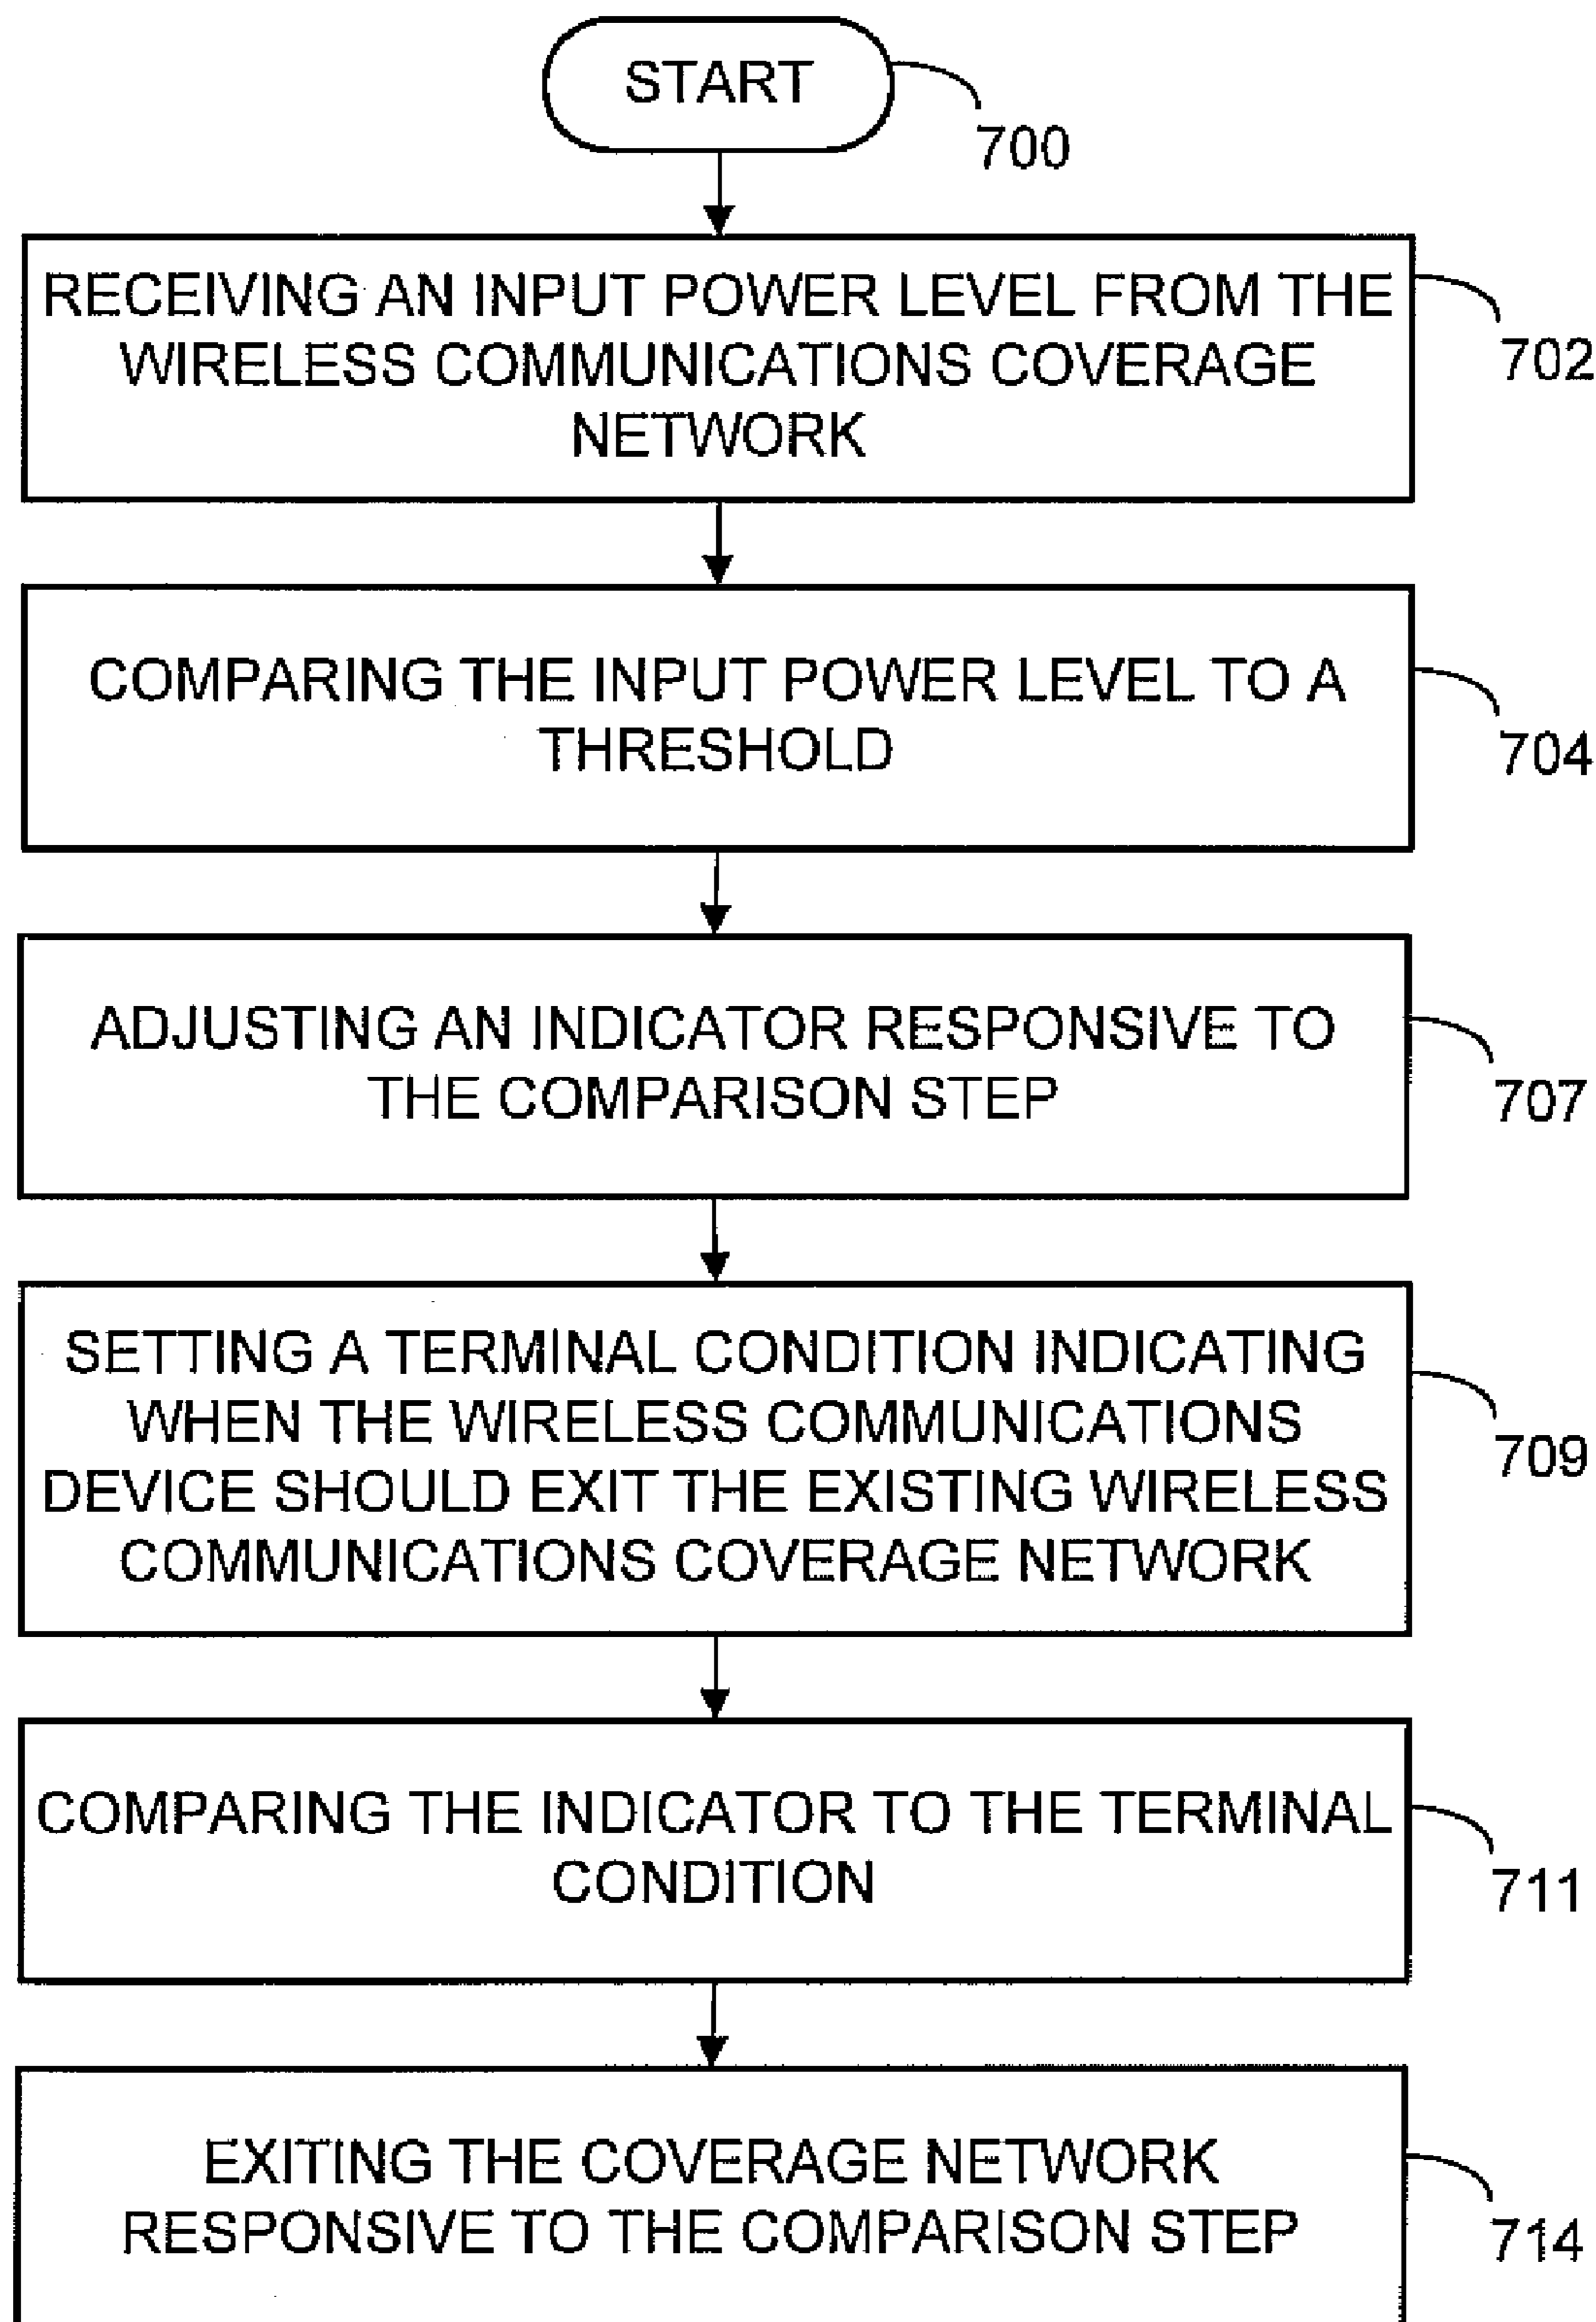 START
700
RECEIVING AN INPUT POWER LEVEL FROM THE
WIRELESS COMMUNICATIONS COVERAGE
NETWORK
702
COMPARING THE INPUT POWER LEVEL TO A
THRESHOLD
704
ADJUSTING AN INDICATOR RESPONSIVE TO
THE COMPARISON STEP
707
SETTING A TERMINAL CONDITION INDICATING
WHEN THE WIRELESS COMMUNICATIONS
DEVICE SHOULD EXIT THE EXISTING WIRELESS
COMMUNICATIONS COVERAGE NETWORK
709
COMPARING THE INDICATOR TO THE TERMINAL
CONDITION
711
EXITING THE COVERAGE NETWORK
RESPONSIVE TO THE COMPARISON STEP
714